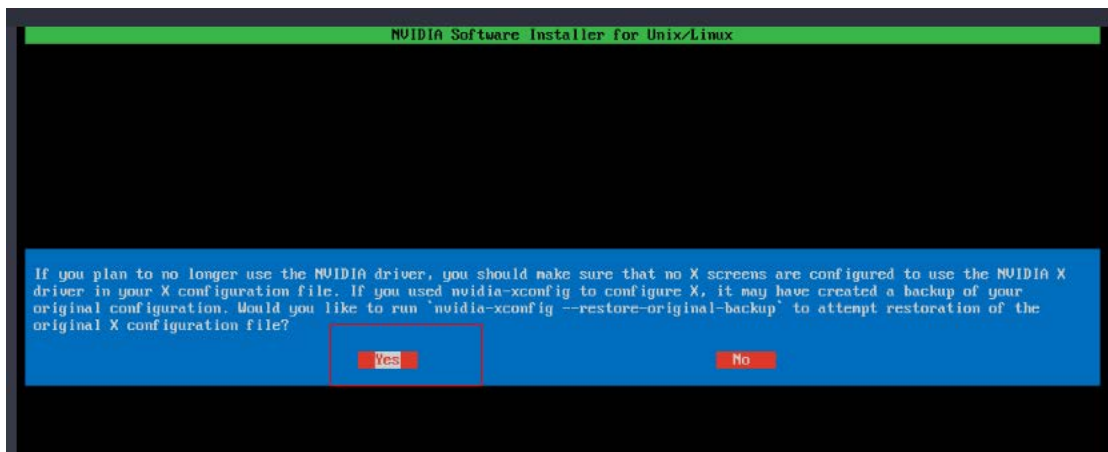 NVIDIA Software Installer for Unix/Linux
If you plan to no longer use the NVIDIA driver, you should make sure that no X screens are configured to use the NVIDIA X
driver in your X configuration file. If you used nvidia-xconfig to configure X, it may have created a backup of your
original configuration. Would you like to run `nvidia-xconfig --restore-original-backup` to attempt restoration of the
original X configuration file?
Yes No